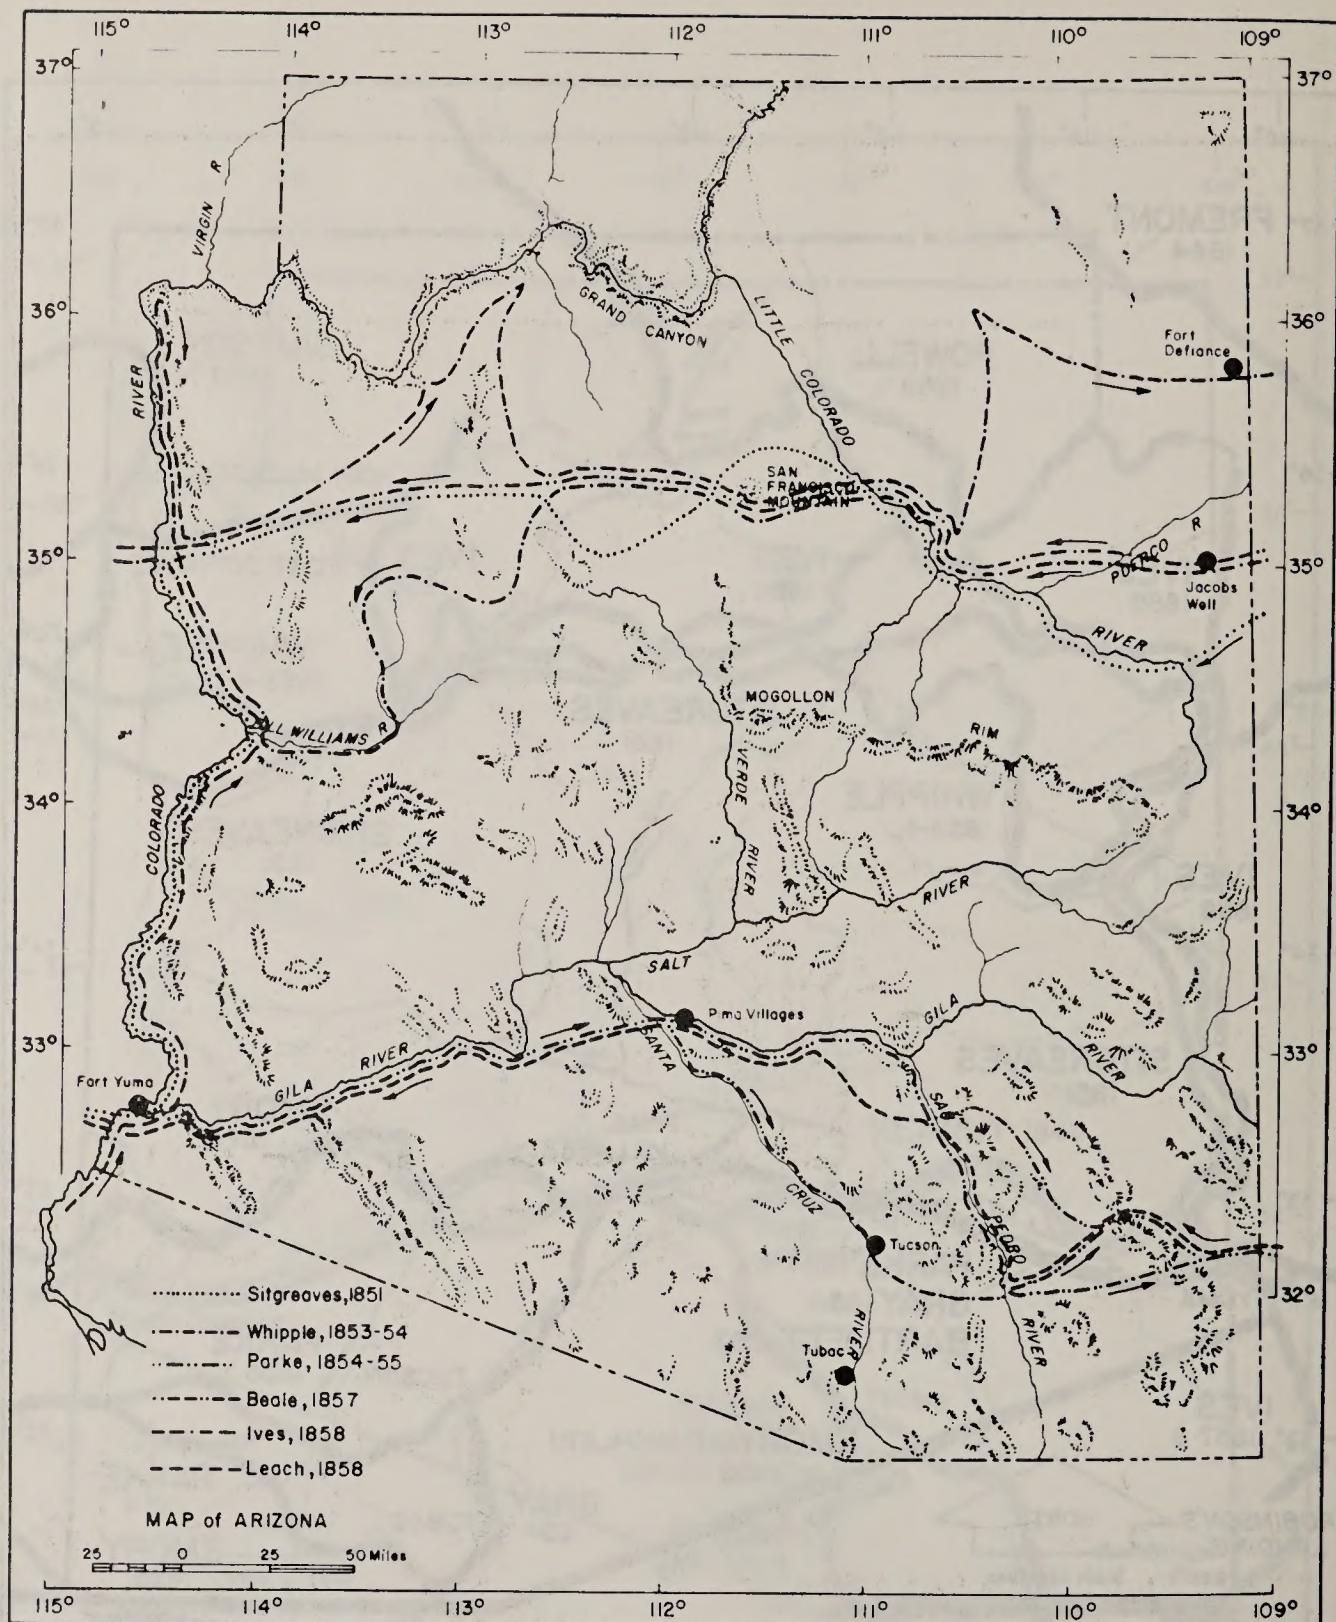 115° 114° 113° 112° 111° 110° 109°
37° 37°
VIRGIN R
36° 36°
GRAND
CANYON
LITTLE COLORADO
Fort
Defiance
RIVER
SAN
FRANCISCO
MOUNTAIN
35° 35°
PUERCO R
Jacobs
Well
RIVER
MOGOLLON
RIM
BILL WILLIAMS R
VERDE
RIVER
34° 34°
COLORADO
RIVER
SALT
Pima Villages
GILA
RIVER
33° 33°
SANTA
GILA RIVER
Fort Yuma
SAN
CRUZ
PEDRO
Tucson
32°
RIVER
RIVER
Tubac
Sitgreaves, 1851
Whipple, 1853-54
Parke, 1854-55
Beale, 1857
Ives, 1858
Leach, 1858
MAP of ARIZONA
25 0 25 50 Miles
115° 114° 113° 112° 111° 110° 109°